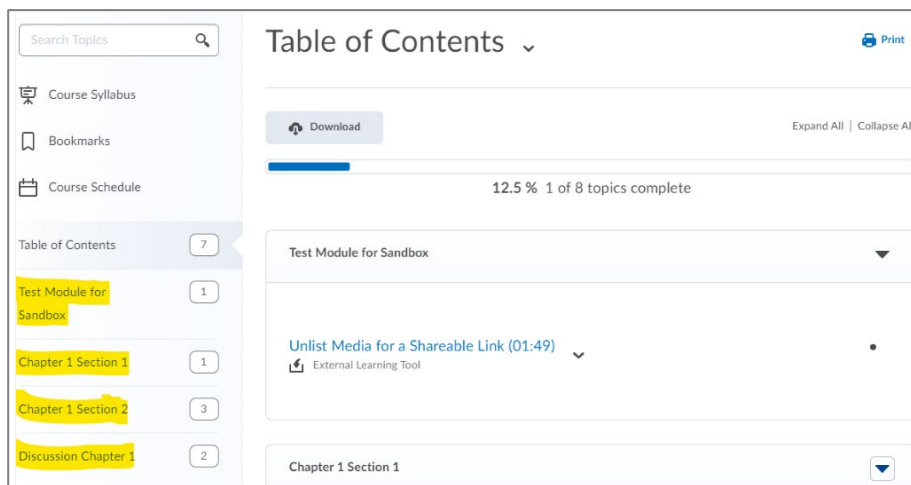 Search Topics
Course Syllabus
Bookmarks
Course Schedule
Table of Contents 7
Test Module for
Sandbox 1
Chapter 1 Section 1 1
Chapter 1 Section 2 3
Discussion Chapter 1 2
Table of Contents
Print
Download
Expand All | Collapse Al
12.5 % 1 of 8 topics complete
Test Module for Sandbox
Unlist Media for a Shareable Link (01:49)
External Learning Tool
Chapter 1 Section 1